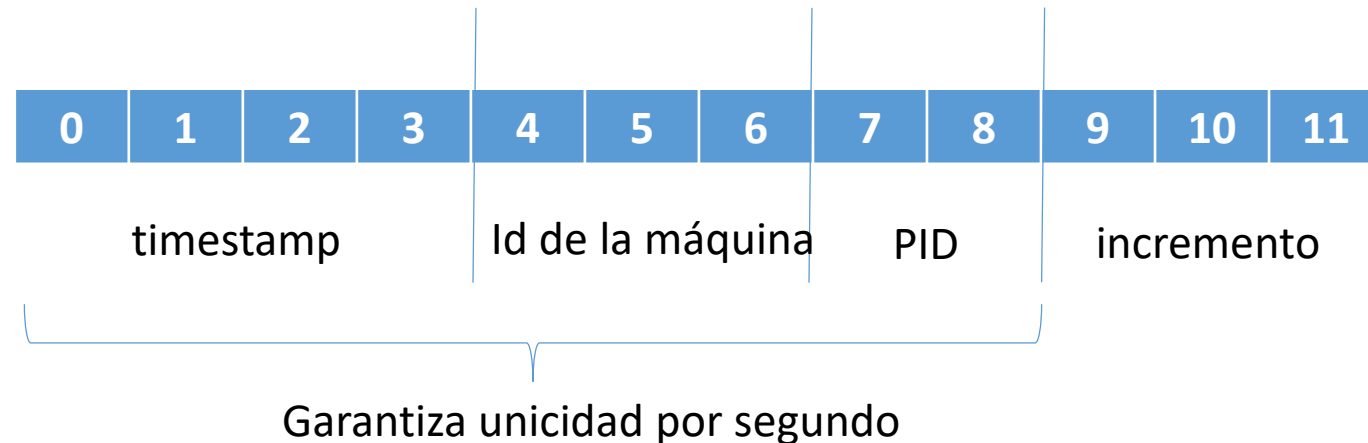 0 1 2 3 4 5 6 7 8 9 10 11
timestamp Id de la máquina PID incremento
Garantiza unicidad por segundo